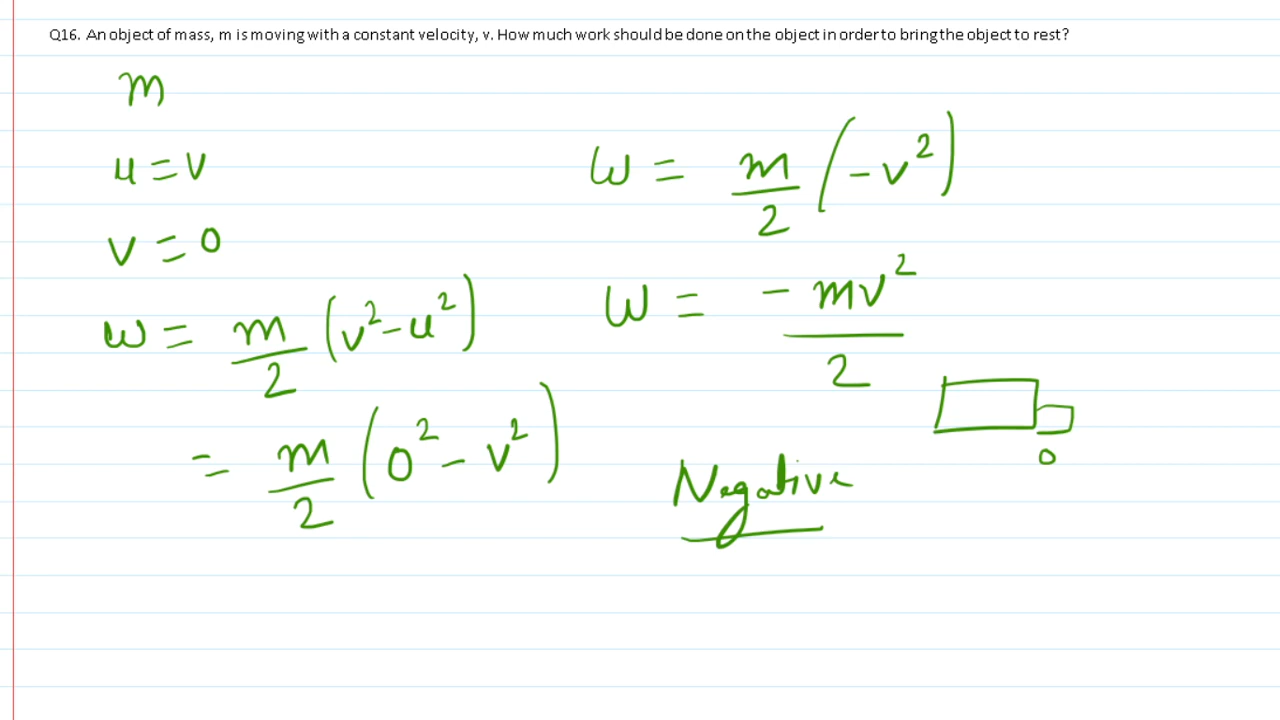 Q16. An object of mass, m is moving with a constant velocity, v. How much work should be done on the object in order to bring the object to rest?
m
u = v
v = 0
w = m/2 (v² - u²)
= m/2 (0² - v²)
w = m/2 (-v²)
w = -mv²/2
Negative
0